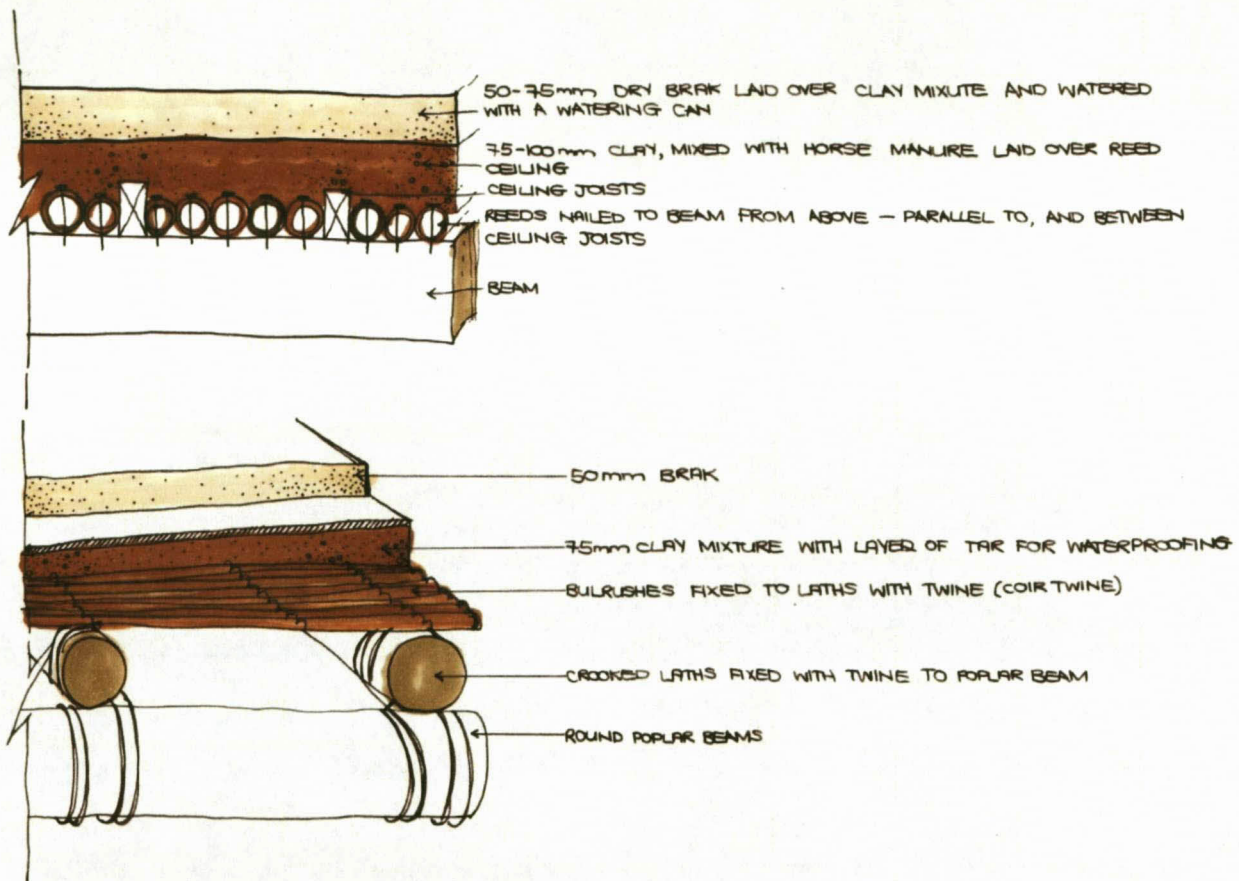 50-75mm DRY BRAK LAID OVER CLAY MIXUTE AND WATERED
WITH A WATERING CAN
75-100mm CLAY, MIXED WITH HORSE MANURE LAID OVER REED
CEILING
CEILING JOISTS
REEDS NAILED TO BEAM FROM ABOVE - PARALLEL TO, AND BETWEEN
CEILING JOISTS
BEAM
50mm BRAK
75mm CLAY MIXTURE WITH LAYER OF TAR FOR WATERPROOFING
BULRUSHES FIXED TO LATHS WITH TWINE (COIR TWINE)
CROOKED LATHS FIXED WITH TWINE TO POPLAR BEAM
ROUND POPLAR BEAMS